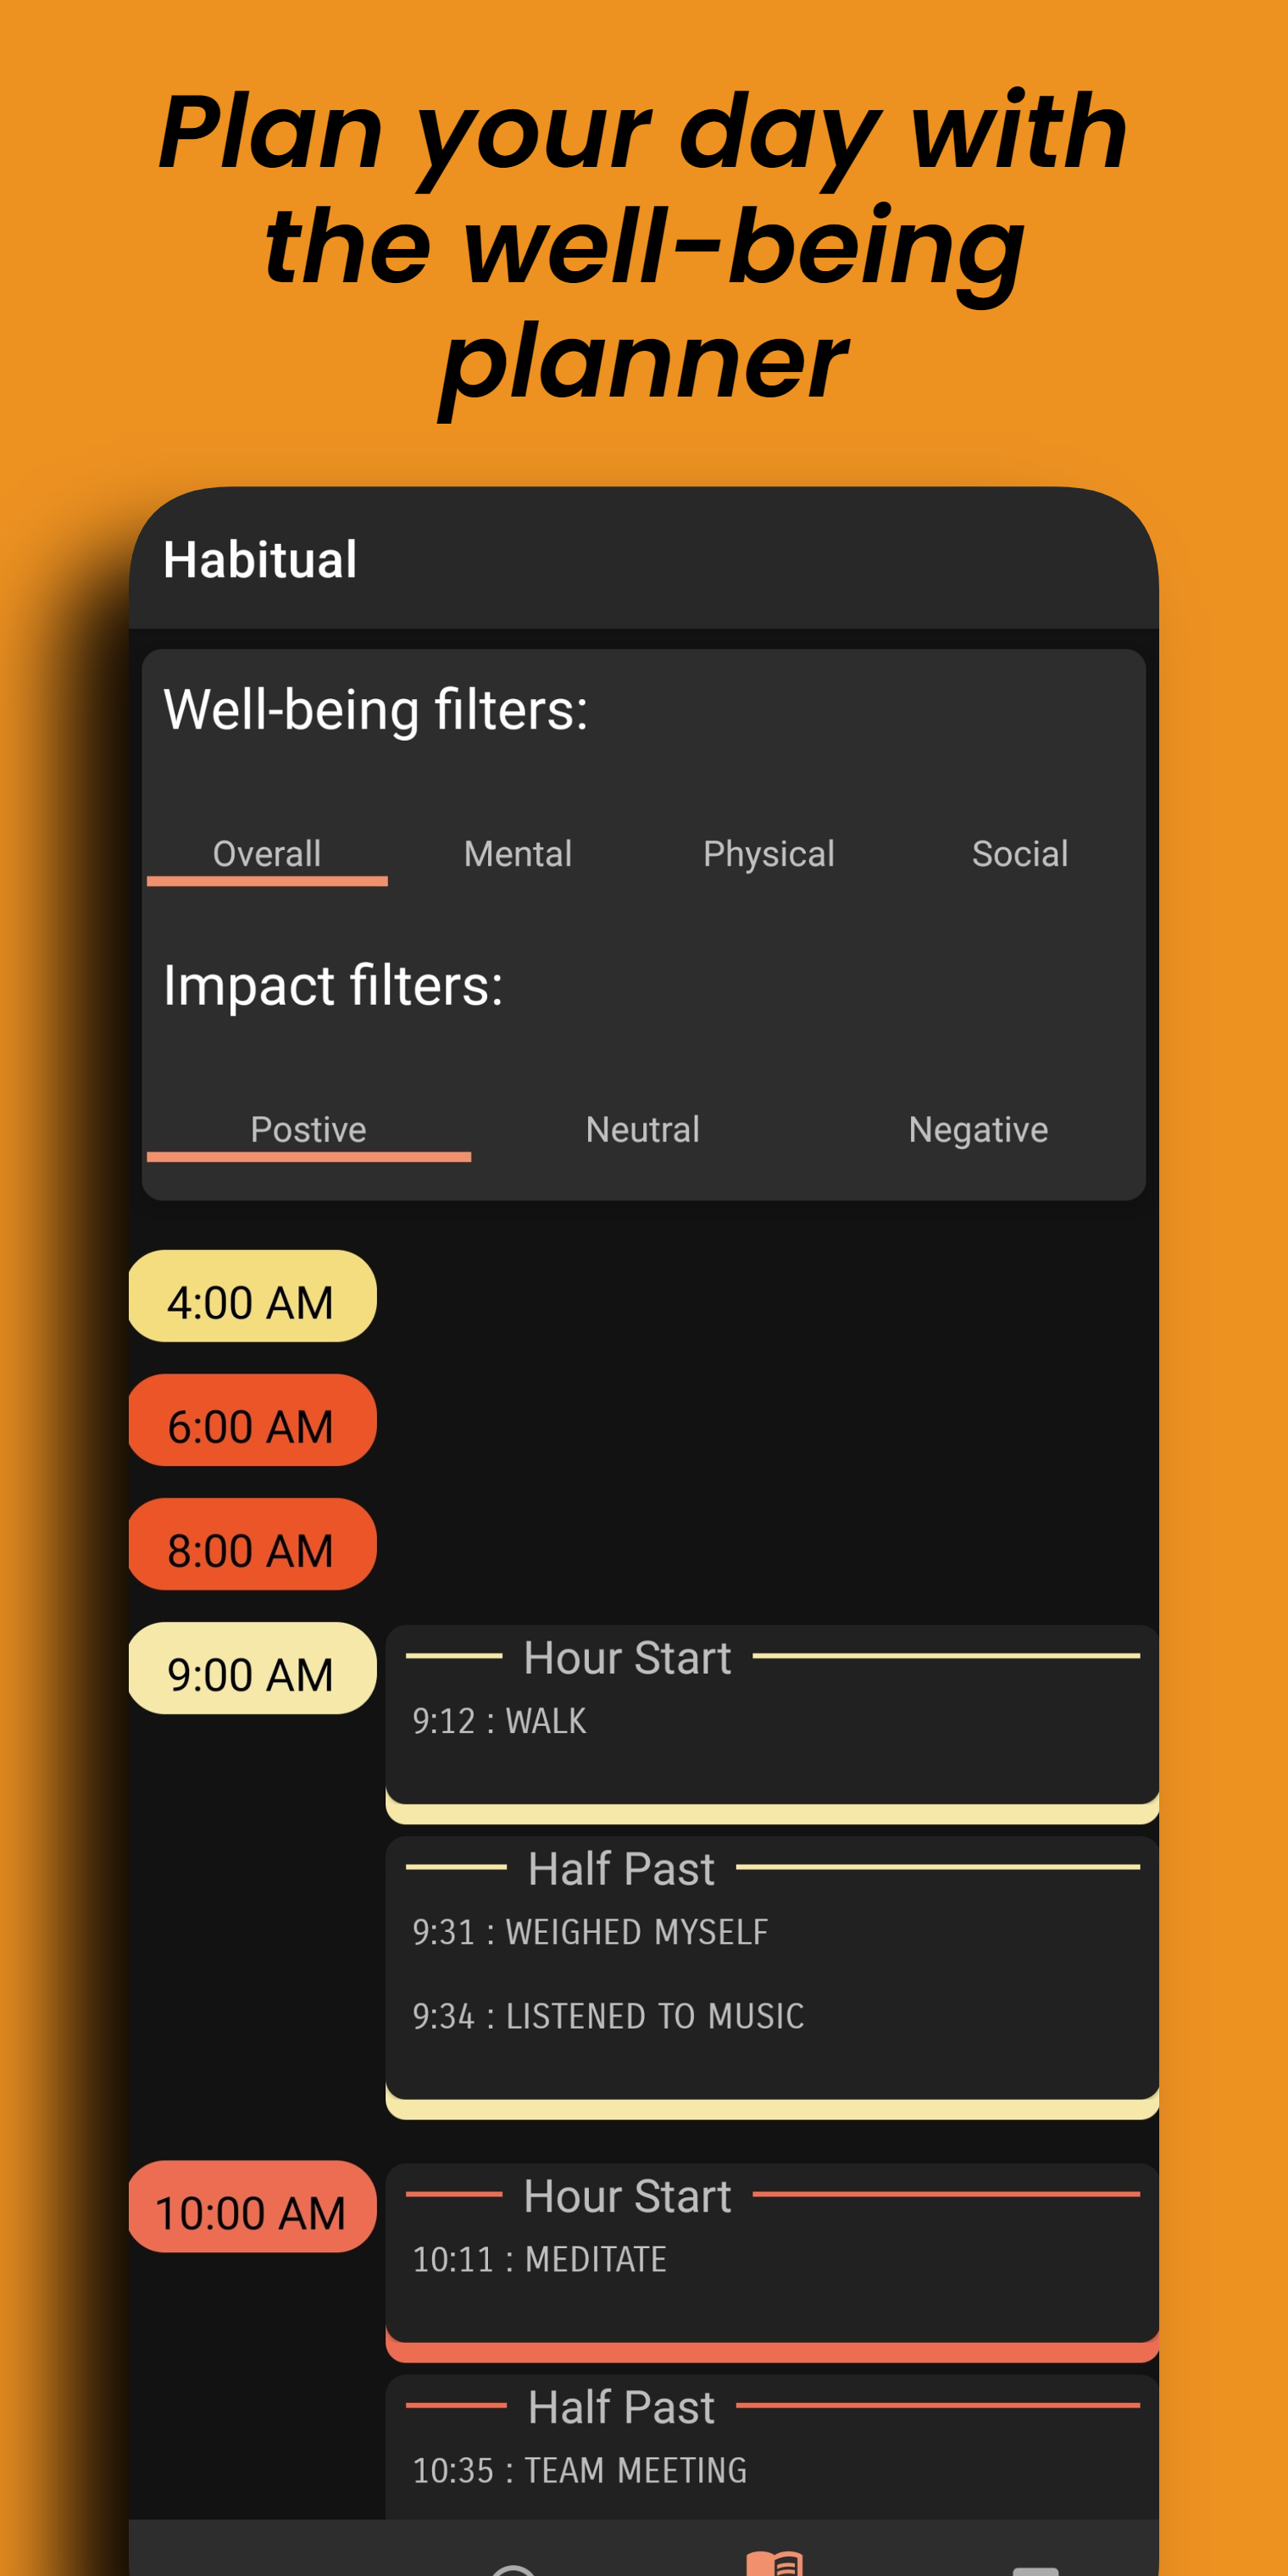 Plan your day with
the well-being
planner
Habitual
Well-being filters:
Overall Mental Physical Social
Impact filters:
Postive Neutral Negative
4:00 AM
6:00 AM
8:00 AM
9:00 AM Hour Start
9:12 : WALK
Half Past
9:31 : WEIGHED MYSELF
9:34 : LISTENED TO MUSIC
10:00 AM Hour Start
10:11 : MEDITATE
Half Past
10:35 : TEAM MEETING